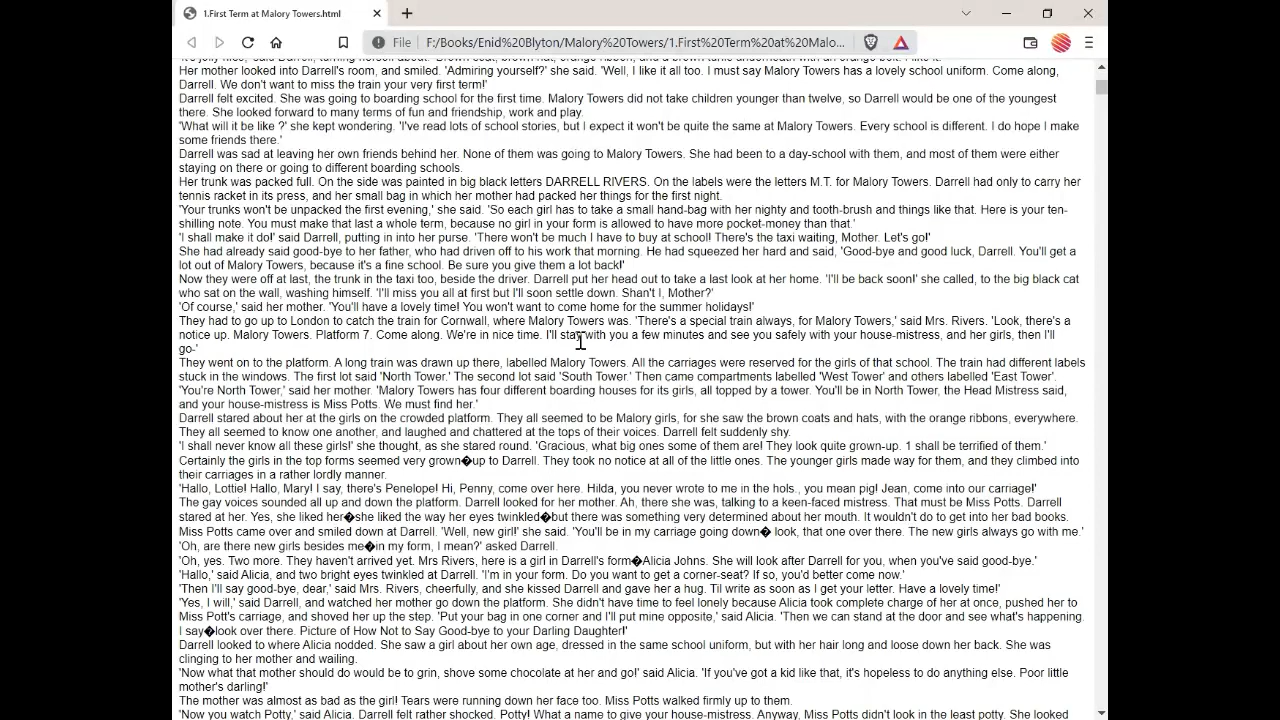 1.First Term at Malory Towers.html
File
F:/Books/Enid%20Blyton/Malory%20Towers/1.First%20Term%20at%20Malo...
Her mother looked into Darrell's room, and smiled. 'Admiring yourself?' she said. 'Well, I like it all too. I must say Malory Towers has a lovely school uniform. Come along,
Darrell. We don't want to miss the train your very first term!'
Darrell felt excited. She was going to boarding school for the first time. Malory Towers did not take children younger than twelve, so Darrell would be one of the youngest
there. She looked forward to many terms of fun and friendship, work and play.
'What will it be like ?' she kept wondering. 'I've read lots of school stories, but I expect it won't be quite the same at Malory Towers. Every school is different. I do hope I make
some friends there.'
Darrell was sad at leaving her own friends behind her. None of them was going to Malory Towers. She had been to a day-school with them, and most of them were either
staying on there or going to different boarding schools.
Her trunk was packed full. On the side was painted in big black letters DARRELL RIVERS. On the labels were the letters M.T. for Malory Towers. Darrell had only to carry her
tennis racket in its press, and her small bag in which her mother had packed her things for the first night.
'Your trunks won't be unpacked the first evening,' she said. 'So each girl has to take a small hand-bag with her nighty and tooth-brush and things like that. Here is your ten-
shilling note. You must make that last a whole term, because no girl in your form is allowed to have more pocket-money than that.'
'I shall make it do!' said Darrell, putting in into her purse. 'There won't be much I have to buy at school! There's the taxi waiting, Mother. Let's go!'
She had already said good-bye to her father, who had driven off to his work that morning. He had squeezed her hard and said, 'Good-bye and good luck, Darrell. You'll get a
lot out of Malory Towers, because it's a fine school. Be sure you give them a lot back!'
Now they were off at last, the trunk in the taxi too, beside the driver. Darrell put her head out to take a last look at her home. 'I'll be back soon!' she called, to the big black cat
who sat on the wall, washing himself. 'I'll miss you all at first but I'll soon settle down. Shan't I, Mother?'
'Of course,' said her mother. 'You'll have a lovely time! You won't want to come home for the summer holidays!'
They had to go up to London to catch the train for Cornwall, where Malory Towers was. 'There's a special train always, for Malory Towers,' said Mrs. Rivers. 'Look, there's a
notice up. Malory Towers. Platform 7. Come along. We're in nice time. I'll stay with you a few minutes and see you safely with your house-mistress, and her girls, then I'll
go-'
They went on to the platform. A long train was drawn up there, labelled Malory Towers. All the carriages were reserved for the girls of that school. The train had different labels
stuck in the windows. The first lot said 'North Tower.' The second lot said 'South Tower.' Then came compartments labelled 'West Tower' and others labelled 'East Tower'.
'You're North Tower,' said her mother. 'Malory Towers has four different boarding houses for its girls, all topped by a tower. You'll be in North Tower, the Head Mistress said,
and your house-mistress is Miss Potts. We must find her.'
Darrell stared about her at the girls on the crowded platform. They all seemed to be Malory girls, for she saw the brown coats and hats, with the orange ribbons, everywhere.
They all seemed to know one another, and laughed and chattered at the tops of their voices. Darrell felt suddenly shy.
'I shall never know all these girls!' she thought, as she stared round. 'Gracious, what big ones some of them are! They look quite grown-up. 1 shall be terrified of them.'
Certainly the girls in the top forms seemed very grown�up to Darrell. They took no notice at all of the little ones. The younger girls made way for them, and they climbed into
their carriages in a rather lordly manner.
'Hallo, Lottie! Hallo, Mary! I say, there's Penelope! Hi, Penny, come over here. Hilda, you never wrote to me in the hols., you mean pig! Jean, come into our carriage!'
The gay voices sounded all up and down the platform. Darrell looked for her mother. Ah, there she was, talking to a keen-faced mistress. That must be Miss Potts. Darrell
stared at her. Yes, she liked her�she liked the way her eyes twinkled�but there was something very determined about her mouth. It wouldn't do to get into her bad books.
Miss Potts came over and smiled down at Darrell. 'Well, new girl!' she said. 'You'll be in my carriage going down� look, that one over there. The new girls always go with me.'
'Oh, are there new girls besides me�in my form, I mean?' asked Darrell.
'Oh, yes. Two more. They haven't arrived yet. Mrs Rivers, here is a girl in Darrell's form�Alicia Johns. She will look after Darrell for you, when you've said good-bye.'
'Hallo,' said Alicia, and two bright eyes twinkled at Darrell. 'I'm in your form. Do you want to get a corner-seat? If so, you'd better come now.'
'Then I'll say good-bye, dear,' said Mrs. Rivers, cheerfully, and she kissed Darrell and gave her a hug. Til write as soon as I get your letter. Have a lovely time!'
'Yes, I will,' said Darrell, and watched her mother go down the platform. She didn't have time to feel lonely because Alicia took complete charge of her at once, pushed her to
Miss Pott's carriage, and shoved her up the step. 'Put your bag in one corner and I'll put mine opposite,' said Alicia. 'Then we can stand at the door and see what's happening.
I say�look over there. Picture of How Not to Say Good-bye to your Darling Daughter!'
Darrell looked to where Alicia nodded. She saw a girl about her own age, dressed in the same school uniform, but with her hair long and loose down her back. She was
clinging to her mother and wailing.
'Now what that mother should do would be to grin, shove some chocolate at her and go!' said Alicia. 'If you've got a kid like that, it's hopeless to do anything else. Poor little
mother's darling!'
The mother was almost as bad as the girl! Tears were running down her face too. Miss Potts walked firmly up to them.
'Now you watch Potty,' said Alicia. Darrell felt rather shocked. Potty! What a name to give your house-mistress. Anyway, Miss Potts didn't look in the least potty. She looked